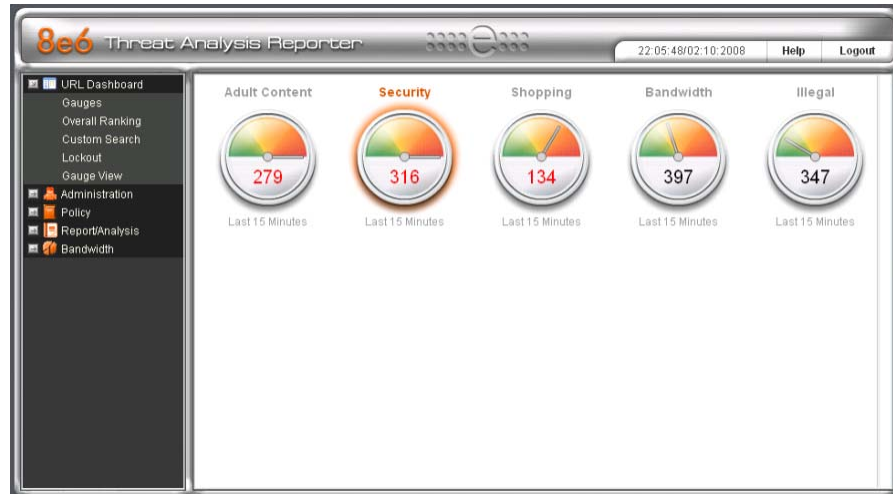 8e6 Threat Analysis Reporter
22:05:48/02:10:2008 Help Logout
URL Dashboard
Gauges
Overall Ranking
Custom Search
Lockout
Gauge View
Administration
Policy
Report/Analysis
Bandwidth
Adult Content Security Shopping Bandwidth Illegal
279 316 134 397 347
Last 15 Minutes Last 15 Minutes Last 15 Minutes Last 15 Minutes Last 15 Minutes